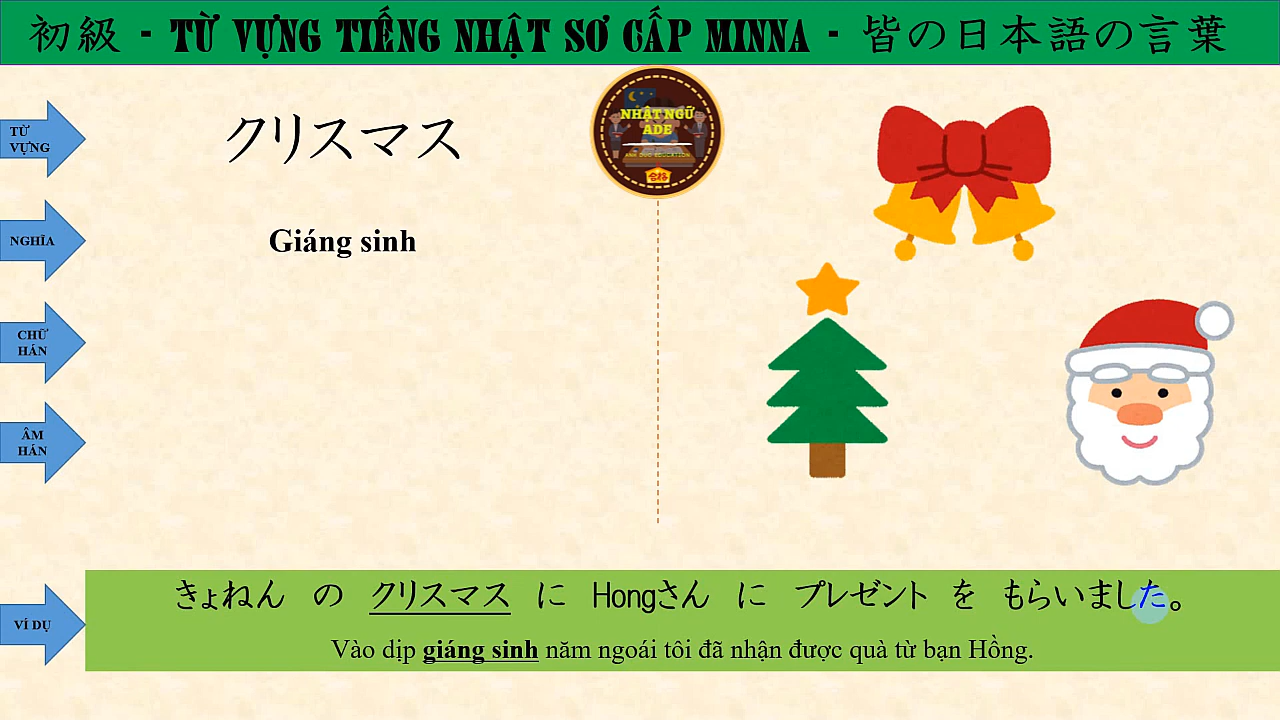 初級 - TỪ VỰNG TIẾNG NHẬT SƠ CẤP MINNA - 皆の日本語の言葉
TỪ VỰNG
クリスマス
NHẬT NGỮ
ADE
ANH DUC EDUCATION
合格
NGHĨA
Giáng sinh
CHỮ HÁN
ÂM HÁN
VÍ DỤ
きょねん の クリスマス に Hongさん に プレゼント を もらいました。
Vào dịp giáng sinh năm ngoái tôi đã nhận được quà từ bạn Hồng.